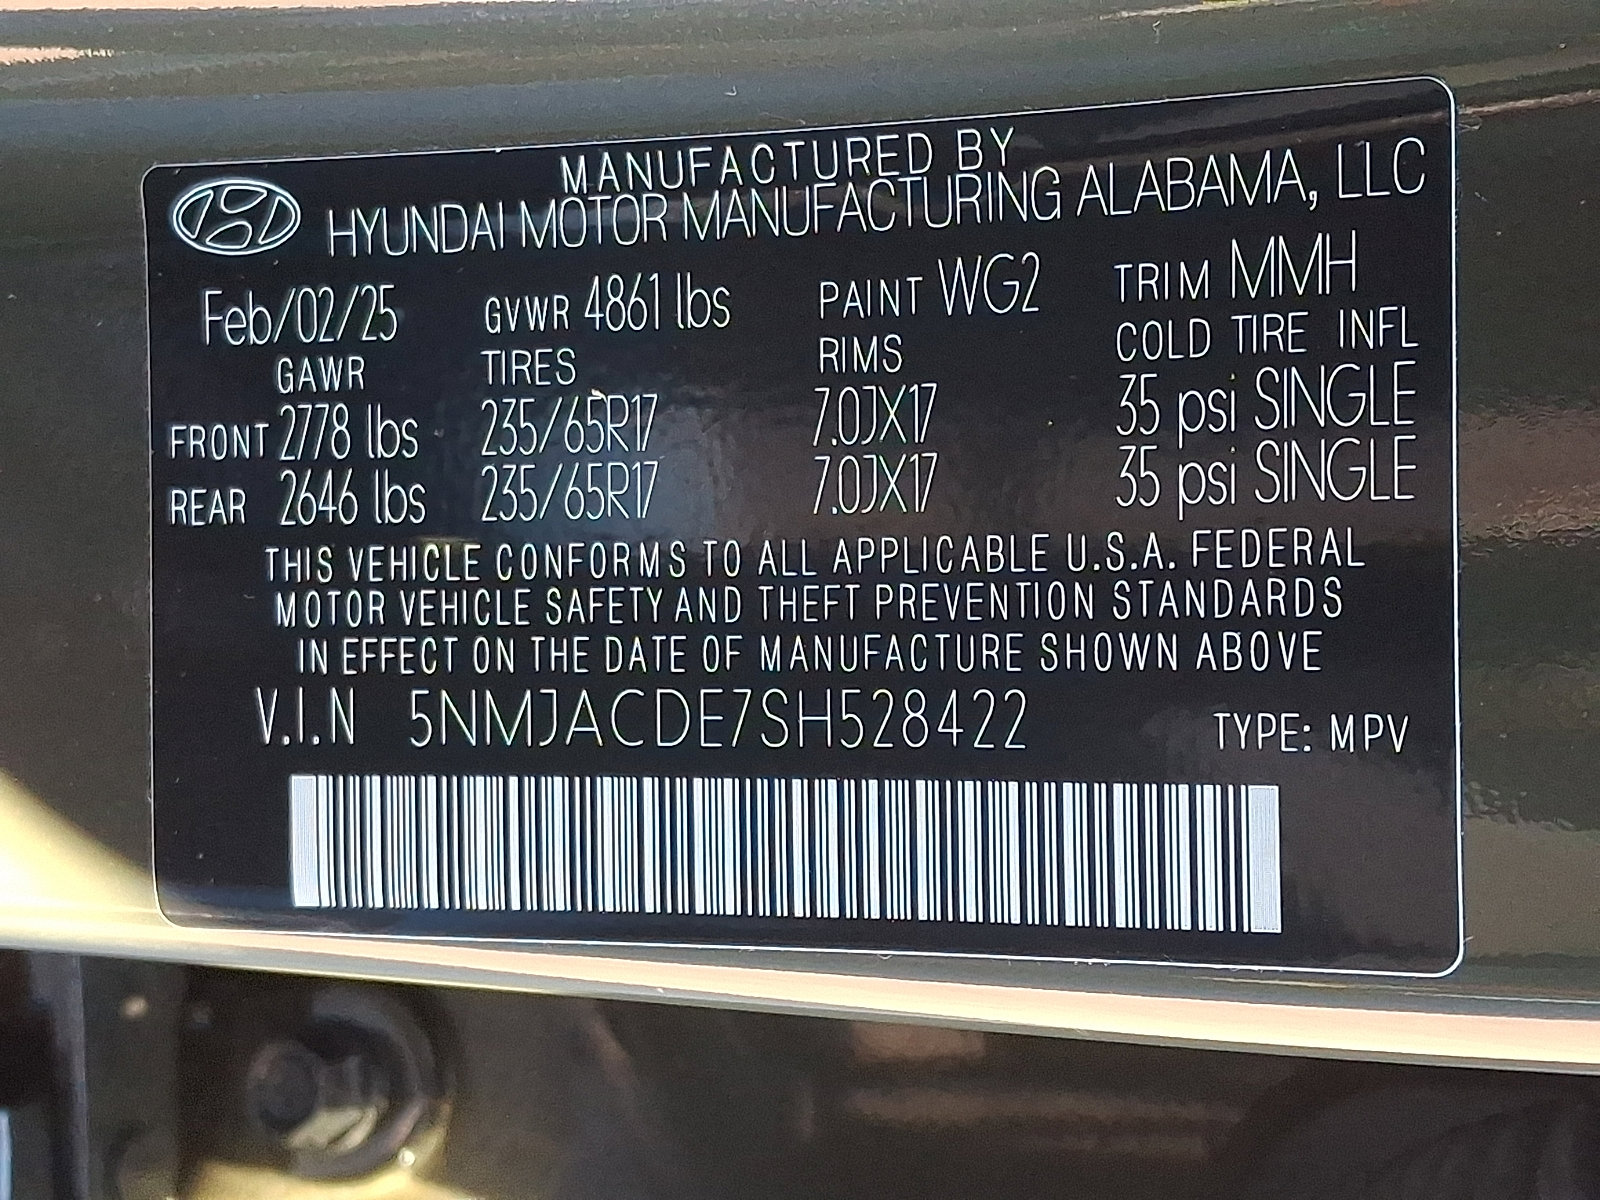 MANUFACTURED BY
HYUNDAI MOTOR MANUFACTURING ALABAMA, LLC
Feb/02/25 GVWR 4861 lbs PAINT WG2 TRIM MMH
GAWR TIRES RIMS COLD TIRE INFL
FRONT 2778 lbs 235/65R17 7.0JX17 35 psi SINGLE
REAR 2646 lbs 235/65R17 7.0JX17 35 psi SINGLE
THIS VEHICLE CONFORMS TO ALL APPLICABLE U.S.A. FEDERAL
MOTOR VEHICLE SAFETY AND THEFT PREVENTION STANDARDS
IN EFFECT ON THE DATE OF MANUFACTURE SHOWN ABOVE
V.I.N 5NMJACDE7SH528422 TYPE: MPV